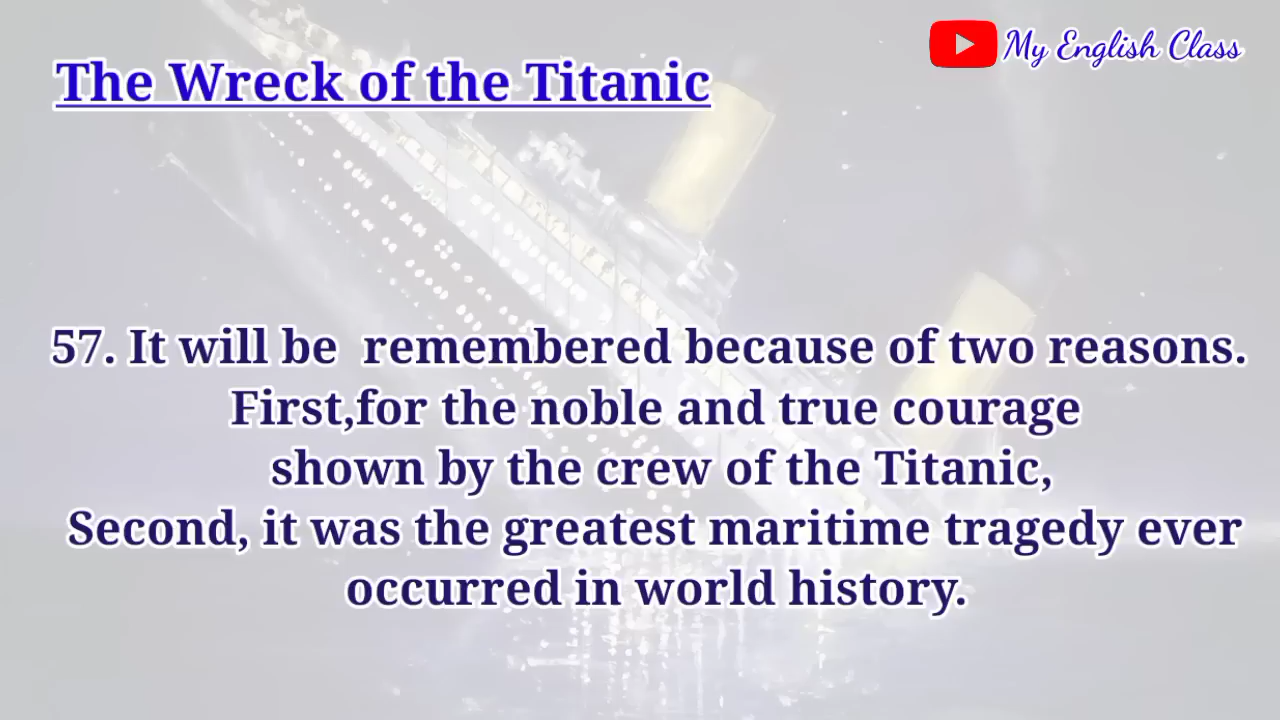 My English Class
The Wreck of the Titanic
57. It will be remembered because of two reasons.
First,for the noble and true courage
shown by the crew of the Titanic,
Second, it was the greatest maritime tragedy ever
occurred in world history.